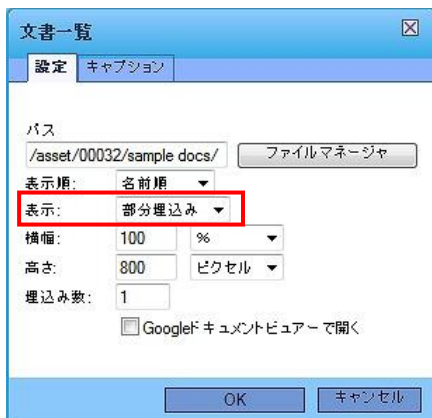 文書一覧
設定 キャプション
パス
/asset/00032/sample docs/ ファイルマネージャ
表示順: 名前順
表示: 部分埋込み
横幅: 100 %
高さ: 800 ピクセル
埋込み数: 1
Googleドキュメントビュアーで開く
OK キャンセル